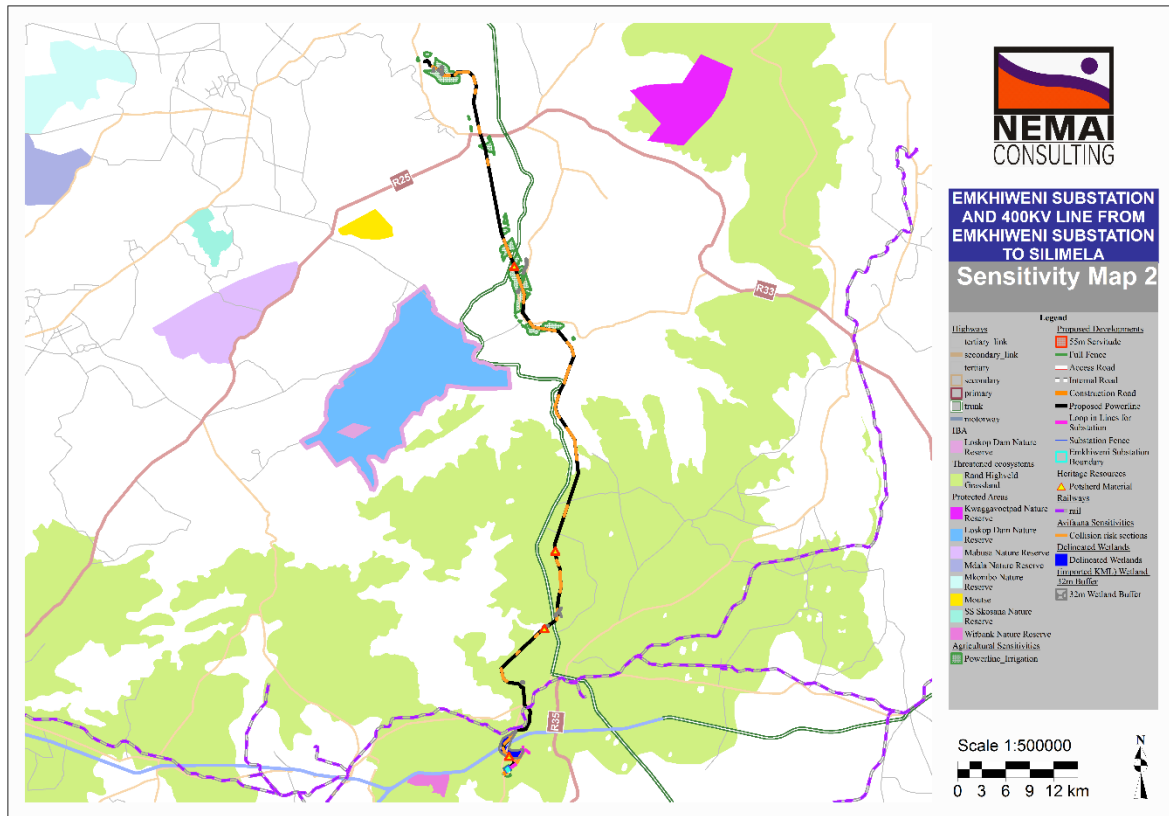 R25
R33
R35
NEMAI
CONSULTING
EMKHIWENI SUBSTATION
AND 400KV LINE FROM
EMKHIWENI SUBSTATION
TO SILIMELA
Sensitivity Map 2
Legend
Highways
tertiary_link
secondary_link
tertiary
secondary
primary
trunk
motorway
IBA
Loskop Dam Nature
Reserve
Threatened ecosystems
Rand Highveld
Grassland
Protected Areas
Kwaggavoetpad Nature
Reserve
Loskop Dam Nature
Reserve
Mabusa Nature Reserve
Mdala Nature Reserve
Mkombo Nature
Reserve
Moutse
SS Skosana Nature
Reserve
Witbank Nature Reserve
Agricultural Sensitivities
Powerline_Irrigation
Proposed Developments
55m Servitude
Full Fence
Access Road
Internal Road
Construction Road
Proposed Powerline
Loop in Lines for
Substation
Substation Fence
Emkhiweni Substation
Boundary
Heritage Resources
Potsherd Material
Railways
rail
Avifauna Sensitivities
Collision risk sections
Delineated Wetlands
Delineated Wetlands
(Imported KML) Wetland
32m Buffer
32m Wetland Buffer
Scale 1:500000
N
0 3 6 9 12 km